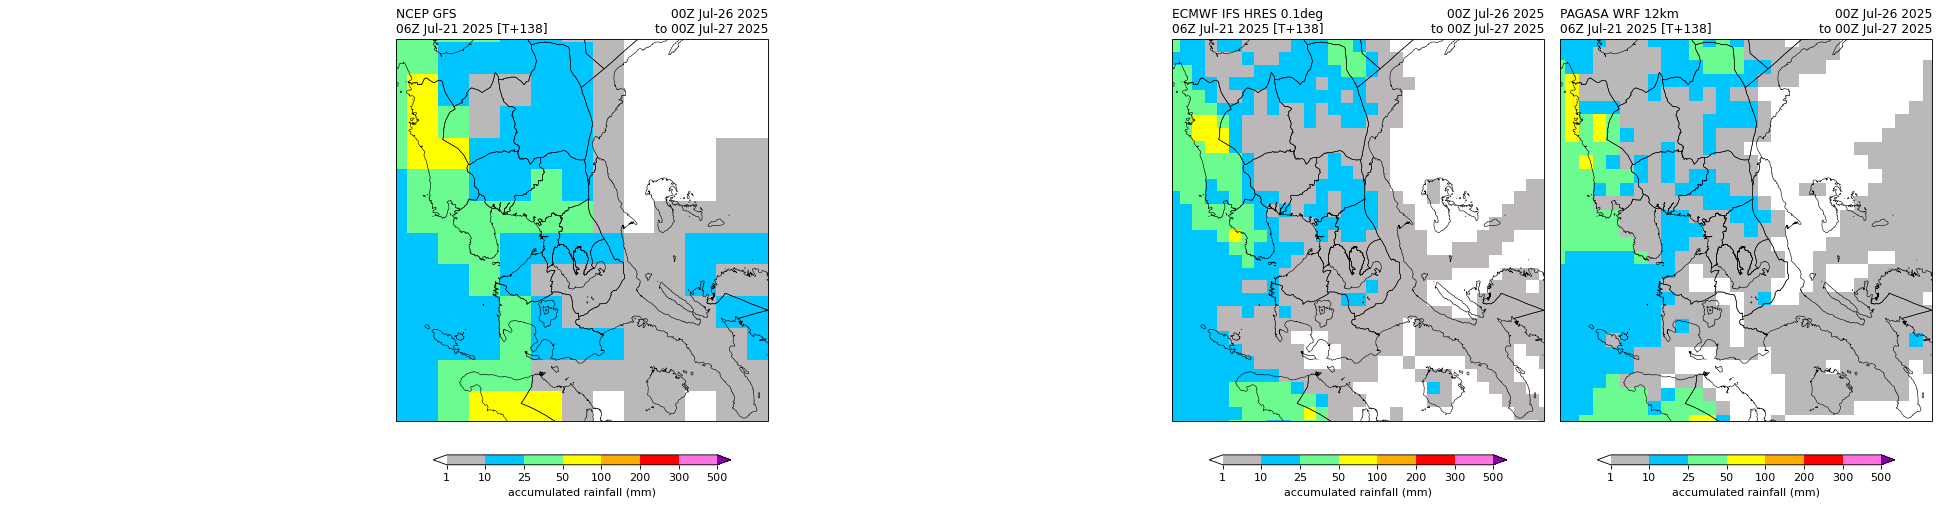 NCEP GFS 00Z Jul-26 2025
06Z Jul-21 2025 [T+138] to 00Z Jul-27 2025
1 10 25 50 100 200 300 500
accumulated rainfall (mm)
ECMWF IFS HRES 0.1deg 00Z Jul-26 2025
06Z Jul-21 2025 [T+138] to 00Z Jul-27 2025
1 10 25 50 100 200 300 500
accumulated rainfall (mm)
PAGASA WRF 12km 00Z Jul-26 2025
06Z Jul-21 2025 [T+138] to 00Z Jul-27 2025
1 10 25 50 100 200 300 500
accumulated rainfall (mm)